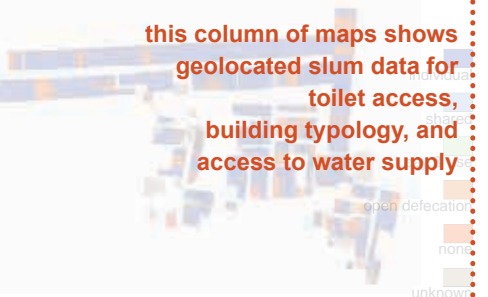 this column of maps shows
geolocated slum data for
individual
toilet access,
shared
building typology, and
access to water supply
open defecation
none
unknown